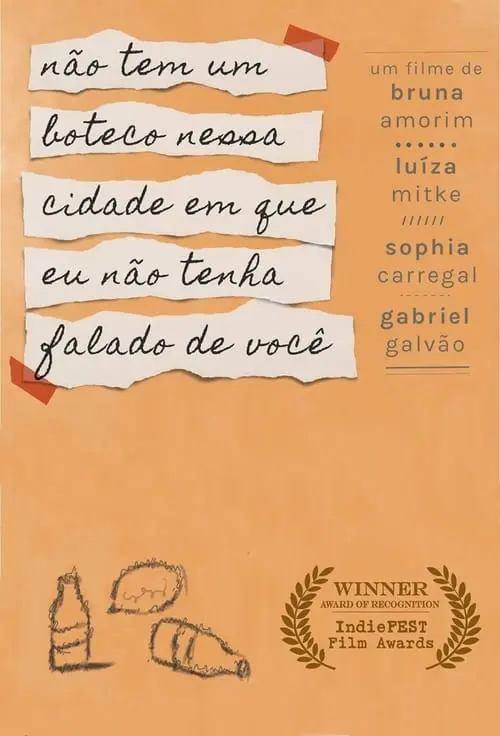 não tem um
boteco nessa
cidade em que
eu não tenha
falado de você
um filme de
bruna
amorim
luíza
mitke
sophia
carregal
gabriel
galvão
WINNER
AWARD OF RECOGNITION
IndieFEST
Film Awards